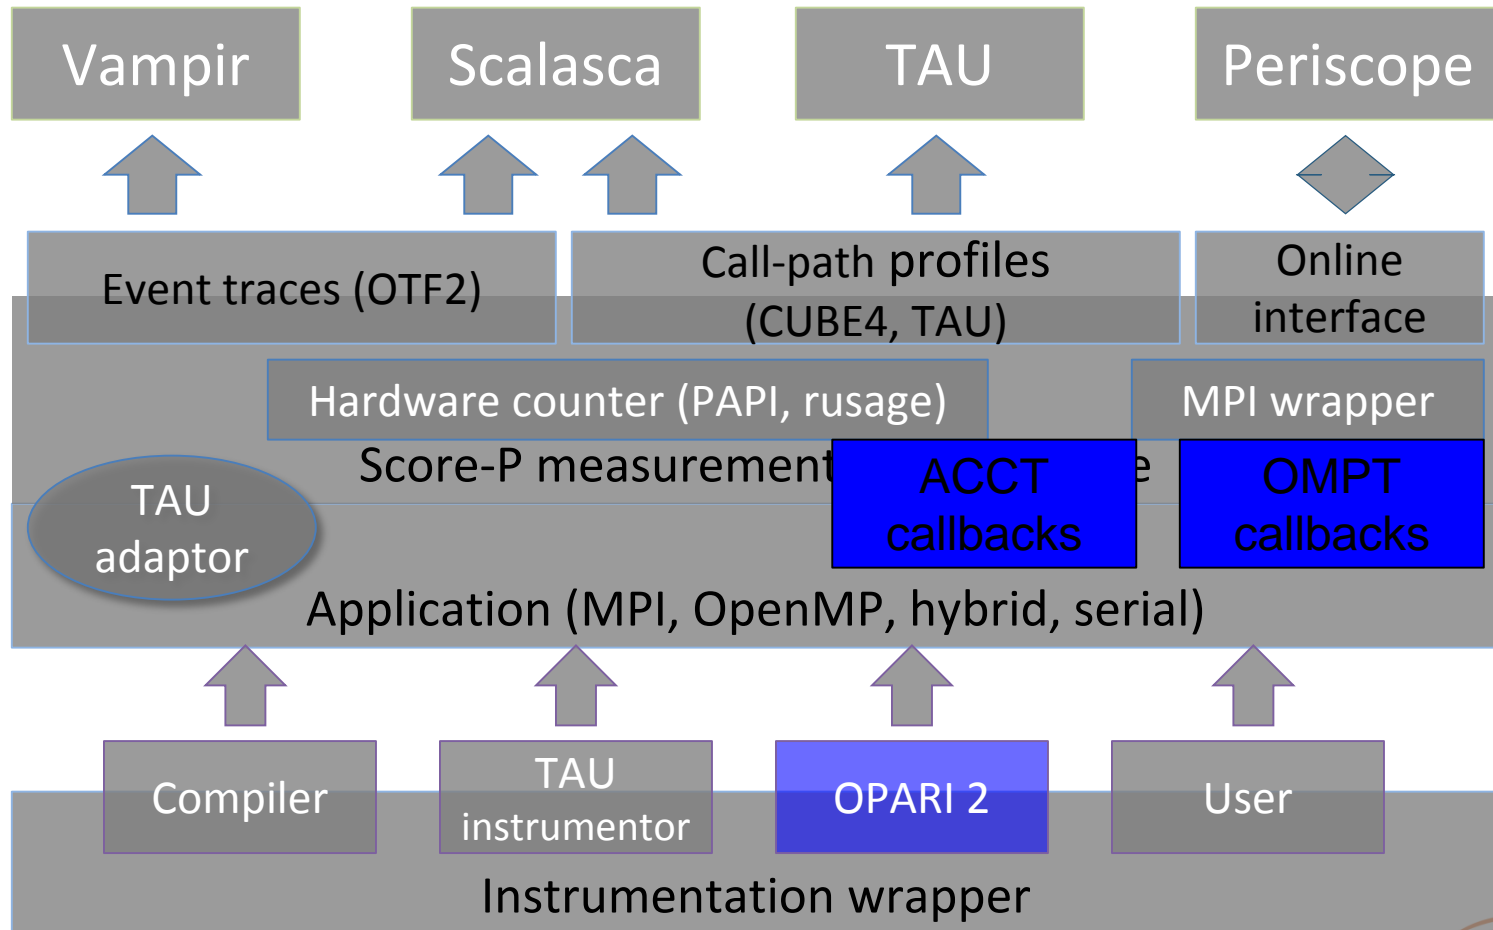 Vampir
Scalasca
TAU
Periscope
Event traces (OTF2)
Call-path profiles
(CUBE4, TAU)
Online
interface
Hardware counter (PAPI, rusage)
MPI wrapper
Score-P measurement e
ACCT
callbacks
OMPT
callbacks
TAU
adaptor
Application (MPI, OpenMP, hybrid, serial)
Compiler
TAU
instrumentor
OPARI 2
User
Instrumentation wrapper